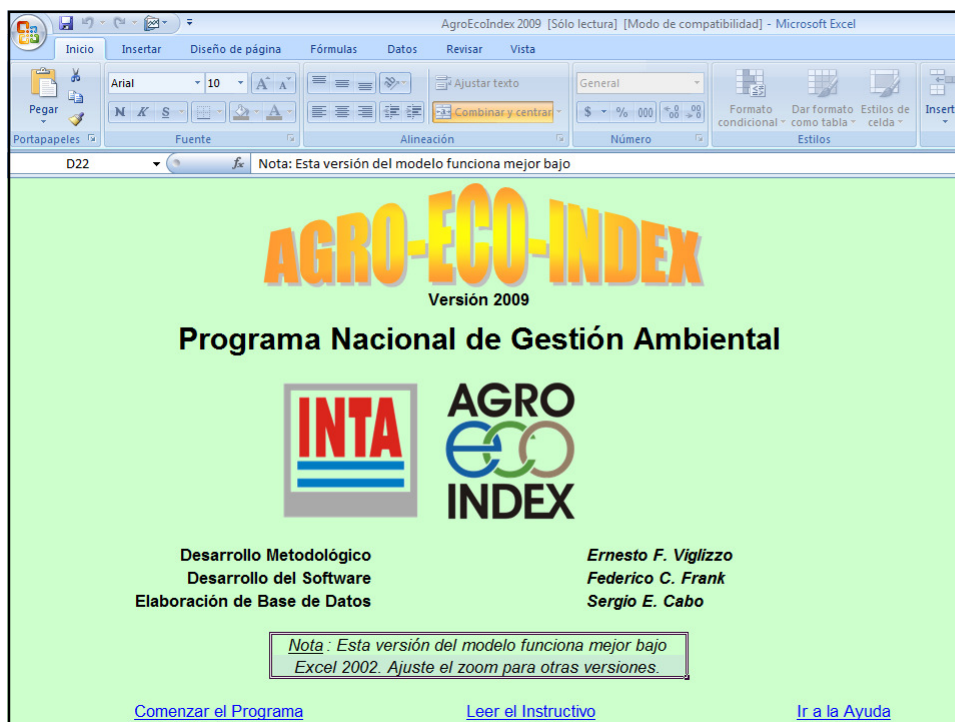 AgroEcoIndex 2009 [Sólo lectura] [Modo de compatibilidad] - Microsoft Excel
Inicio Insertar Diseño de página Fórmulas Datos Revisar Vista
Arial 10 A A Ajustar texto General
Pegar N K S A Combinar y centrar $ % 000 Formato condicional Dar formato como tabla Estilos de celda Insert
Portapapeles Fuente Alineación Número Estilos
D22 fx Nota: Esta versión del modelo funciona mejor bajo
AGRO-ECO-INDEX
Versión 2009
Programa Nacional de Gestión Ambiental
INTA
AGRO
eco
INDEX
Desarrollo Metodológico Ernesto F. Viglizzo
Desarrollo del Software Federico C. Frank
Elaboración de Base de Datos Sergio E. Cabo
Nota : Esta versión del modelo funciona mejor bajo
Excel 2002. Ajuste el zoom para otras versiones.
Comenzar el Programa Leer el Instructivo Ir a la Ayuda